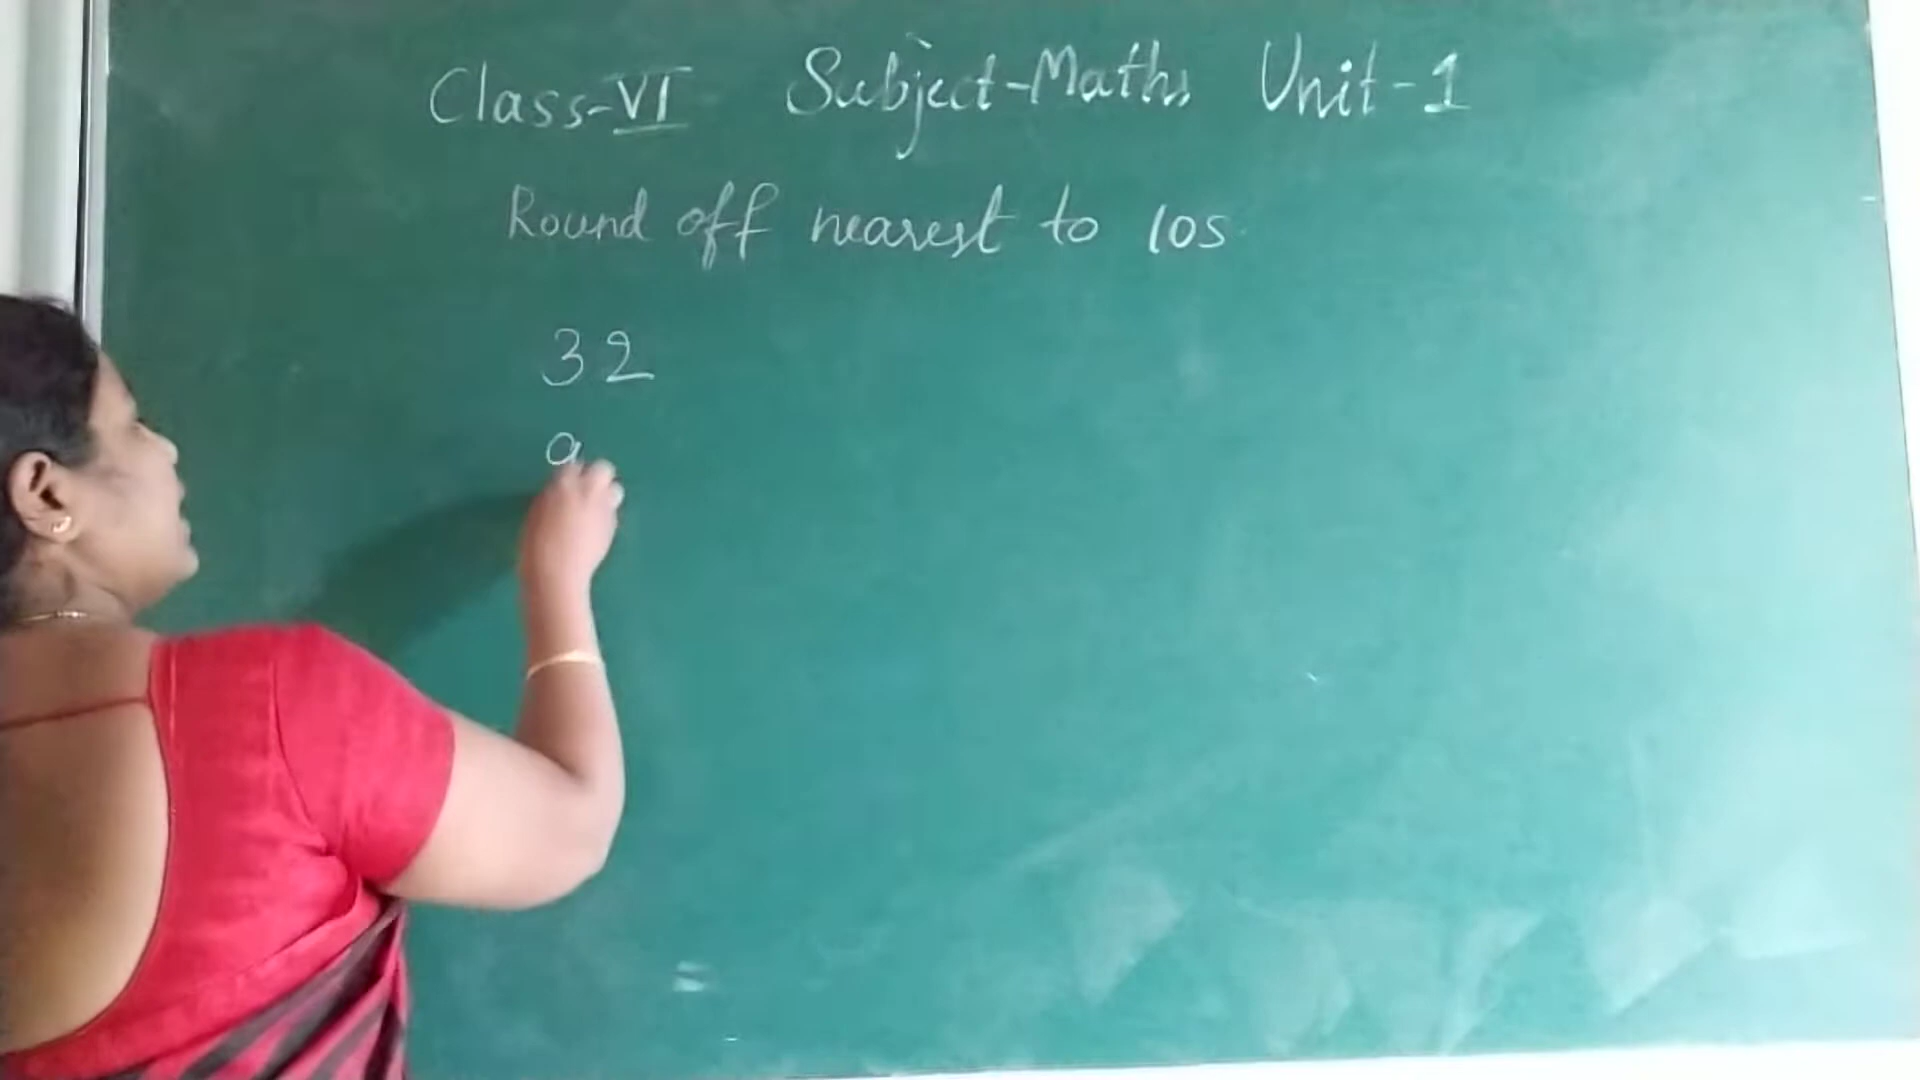 Class-VI Subject-Maths Unit-1
Round off nearest to 10s
32